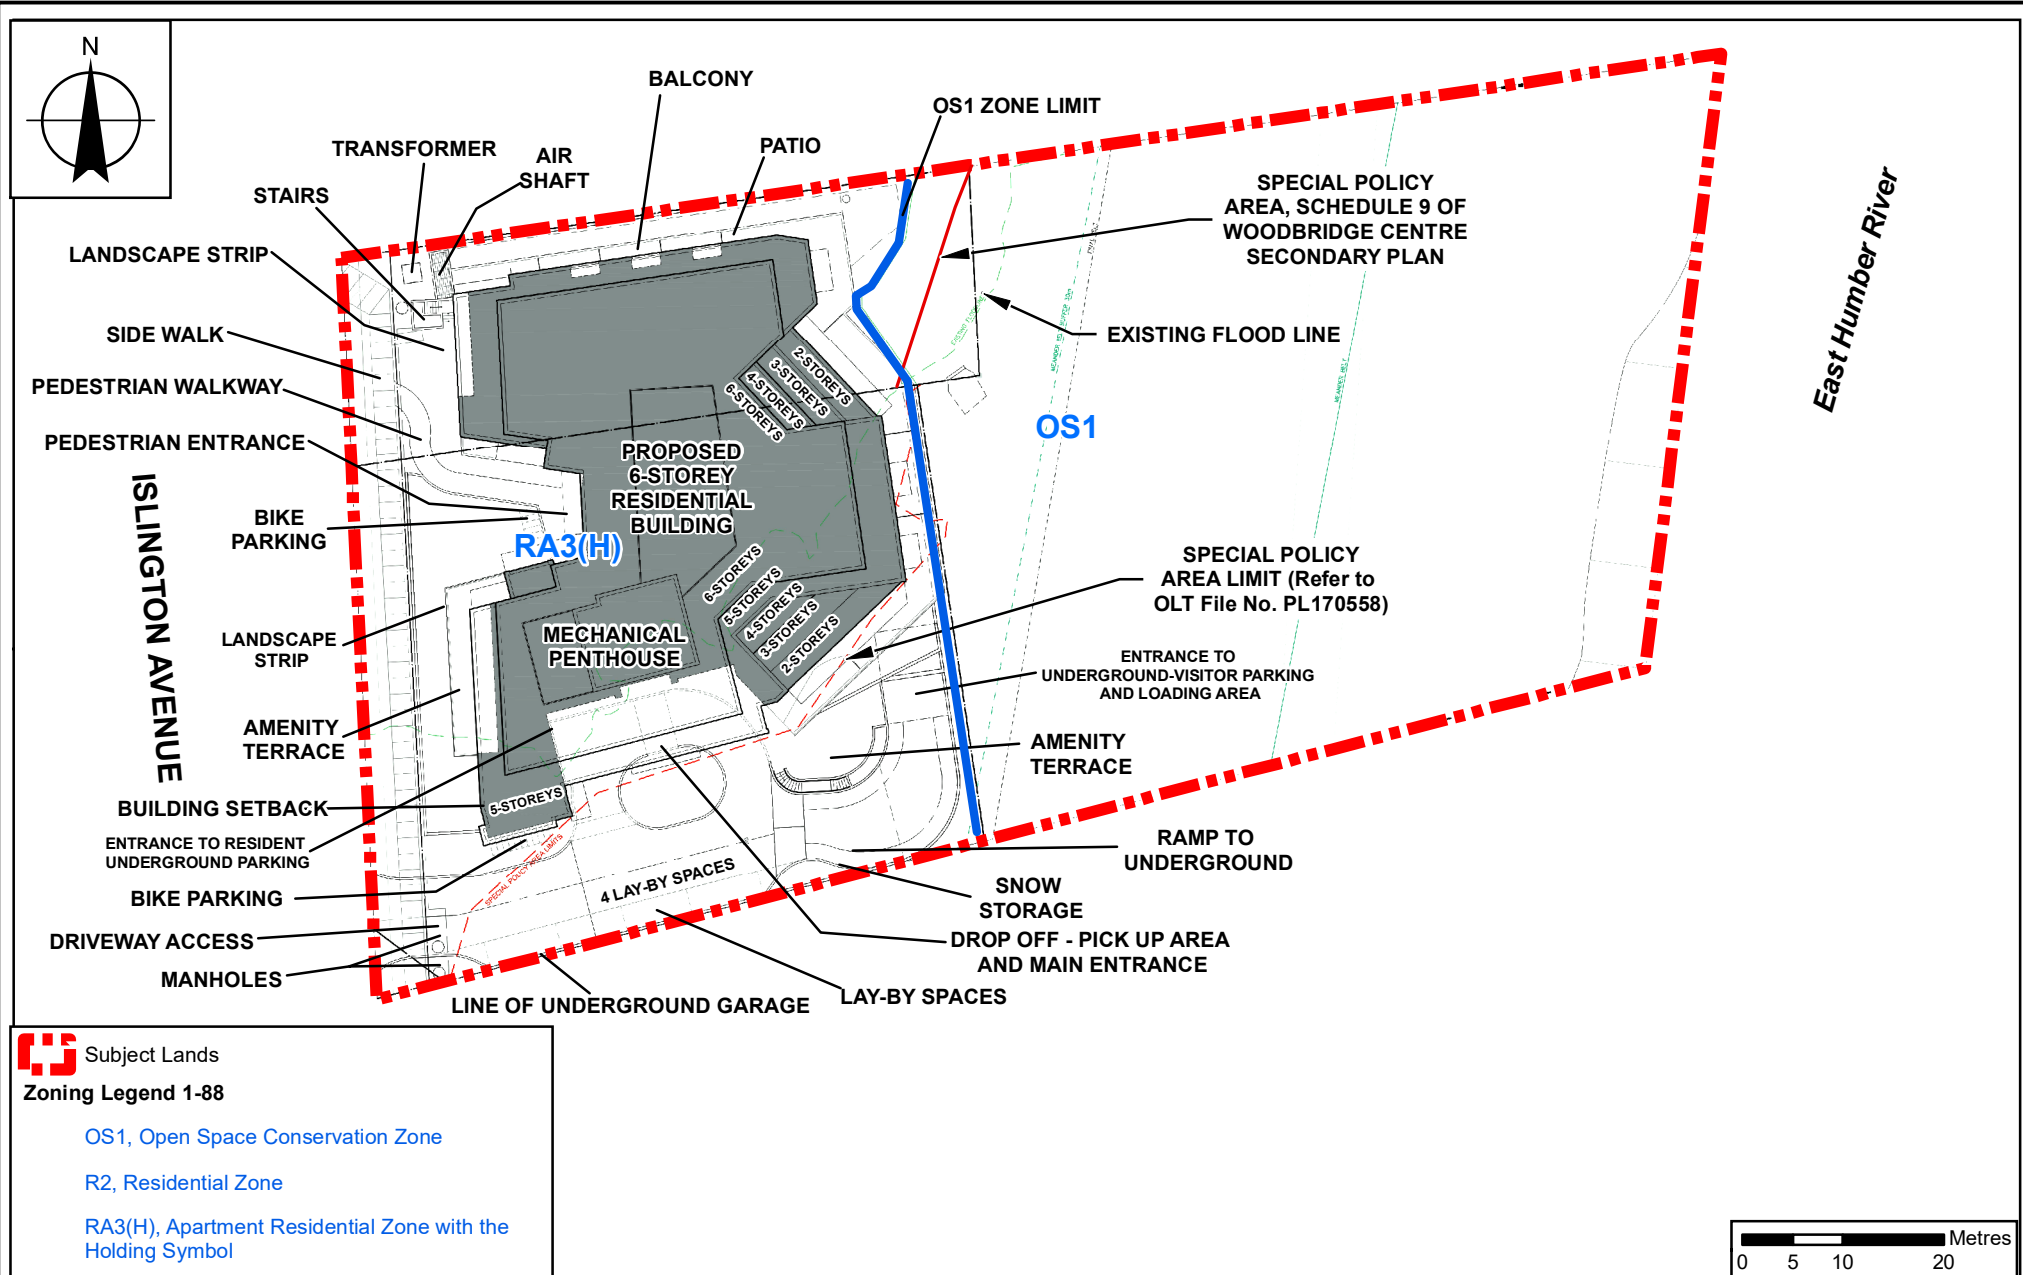 N
BALCONY
OS1 ZONE LIMIT
TRANSFORMER
AIR
SHAFT
PATIO
STAIRS
SPECIAL POLICY
AREA, SCHEDULE 9 OF
WOODBRIDGE CENTRE
SECONDARY PLAN
LANDSCAPE STRIP
East Humber River
SIDE WALK
EXISTING FLOOD LINE
PEDESTRIAN WALKWAY
2-STOREYS
3-STOREYS
4-STOREYS
6-STOREYS
OS1
PEDESTRIAN ENTRANCE
PROPOSED
6-STOREY
RESIDENTIAL
BUILDING
ISLINGTON AVENUE
BIKE
PARKING
RA3(H)
SPECIAL POLICY
AREA LIMIT (Refer to
OLT File No. PL170558)
6-STOREYS
5-STOREYS
4-STOREYS
3-STOREYS
2-STOREYS
LANDSCAPE
STRIP
MECHANICAL
PENTHOUSE
ENTRANCE TO
UNDERGROUND-VISITOR PARKING
AND LOADING AREA
AMENITY
TERRACE
AMENITY
TERRACE
BUILDING SETBACK
5-STOREYS
ENTRANCE TO RESIDENT
UNDERGROUND PARKING
RAMP TO
UNDERGROUND
SPECIAL POLICY AREA LIMITS
4 LAY-BY SPACES
BIKE PARKING
SNOW
STORAGE
DRIVEWAY ACCESS
DROP OFF - PICK UP AREA
AND MAIN ENTRANCE
MANHOLES
LINE OF UNDERGROUND GARAGE
LAY-BY SPACES
Subject Lands
Zoning Legend 1-88
OS1, Open Space Conservation Zone
R2, Residential Zone
RA3(H), Apartment Residential Zone with the
Holding Symbol
Metres
0 5 10 20